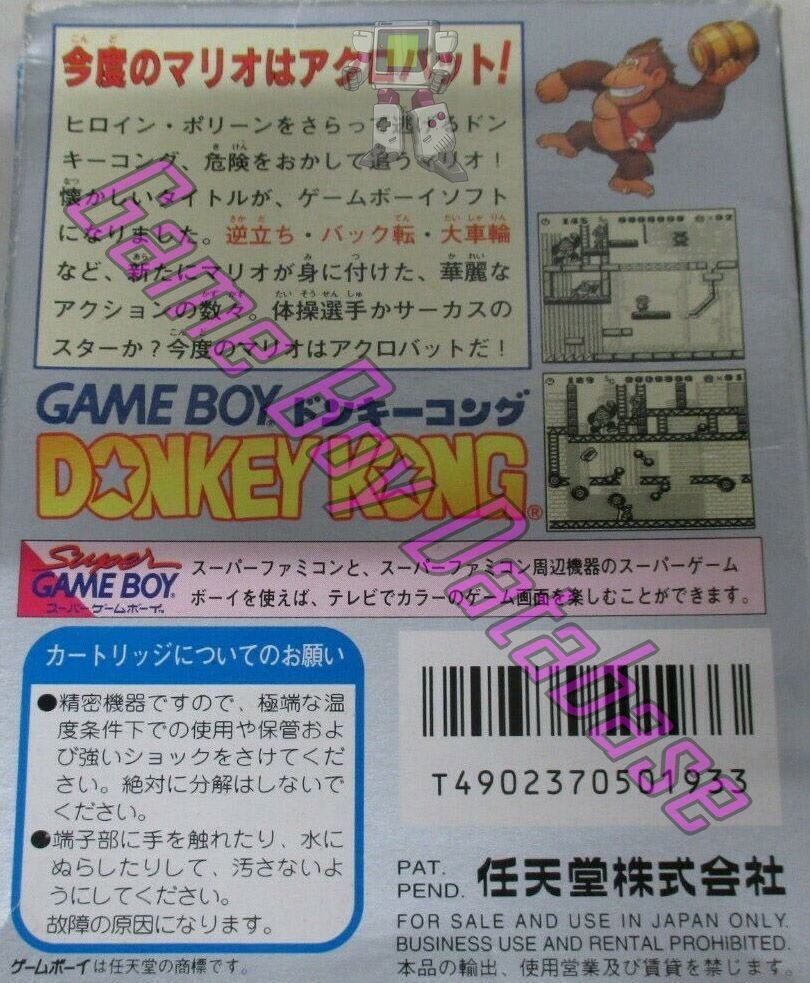 今度のマリオはアクロバット!
ヒロイン・ポリーンをさらって逃げるドン
キーコング、危険をおかして追うマリオ!
懐かしいタイトルが、ゲームボーイソフト
になりました。逆立ち・バック転・大車輪
など、新たにマリオが身に付けた、華麗な
アクションの数々。体操選手かサーカスの
スターか?今度のマリオはアクロバットだ!
GAME BOY ドンキーコング
DONKEY KONG®
Super
GAME BOY
スーパーゲームボーイ™
スーパーファミコンと、スーパーファミコン周辺機器のスーパーゲーム
ボーイを使えば、テレビでカラーのゲーム画面を楽しむことができます。
カートリッジについてのお願い
●精密機器ですので、極端な温
度条件下での使用や保管およ
び強いショックをさけてくだ
さい。絶対に分解はしないで
ください。
●端子部に手を触れたり、水に
ぬらしたりして、汚さないよ
うにしてください。
故障の原因になります。
ゲームボーイは任天堂の商標です。
T4902370501933
PAT.
PEND. 任天堂株式会社
FOR SALE AND USE IN JAPAN ONLY.
BUSINESS USE AND RENTAL PROHIBITED.
本品の輸出、使用営業及び賃貸を禁じます。
Game Boy Database